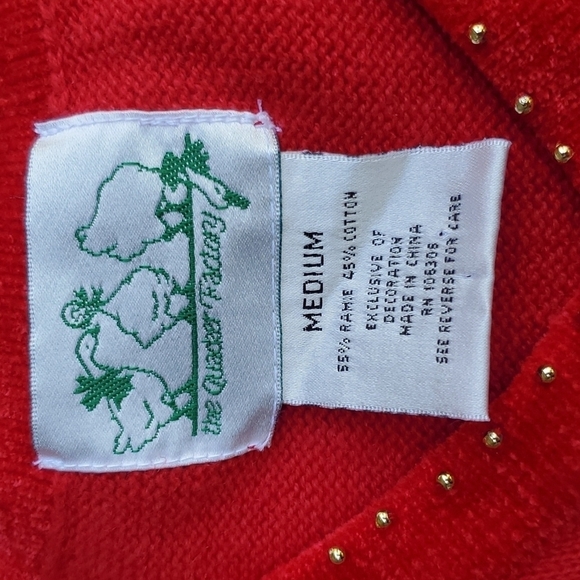 the Quacker Factory
MEDIUM
55% RAMIE 45% COTTON
EXCLUSIVE OF
DECORATION
MADE IN CHINA
RN 106306
SEE REVERSE FOR CARE